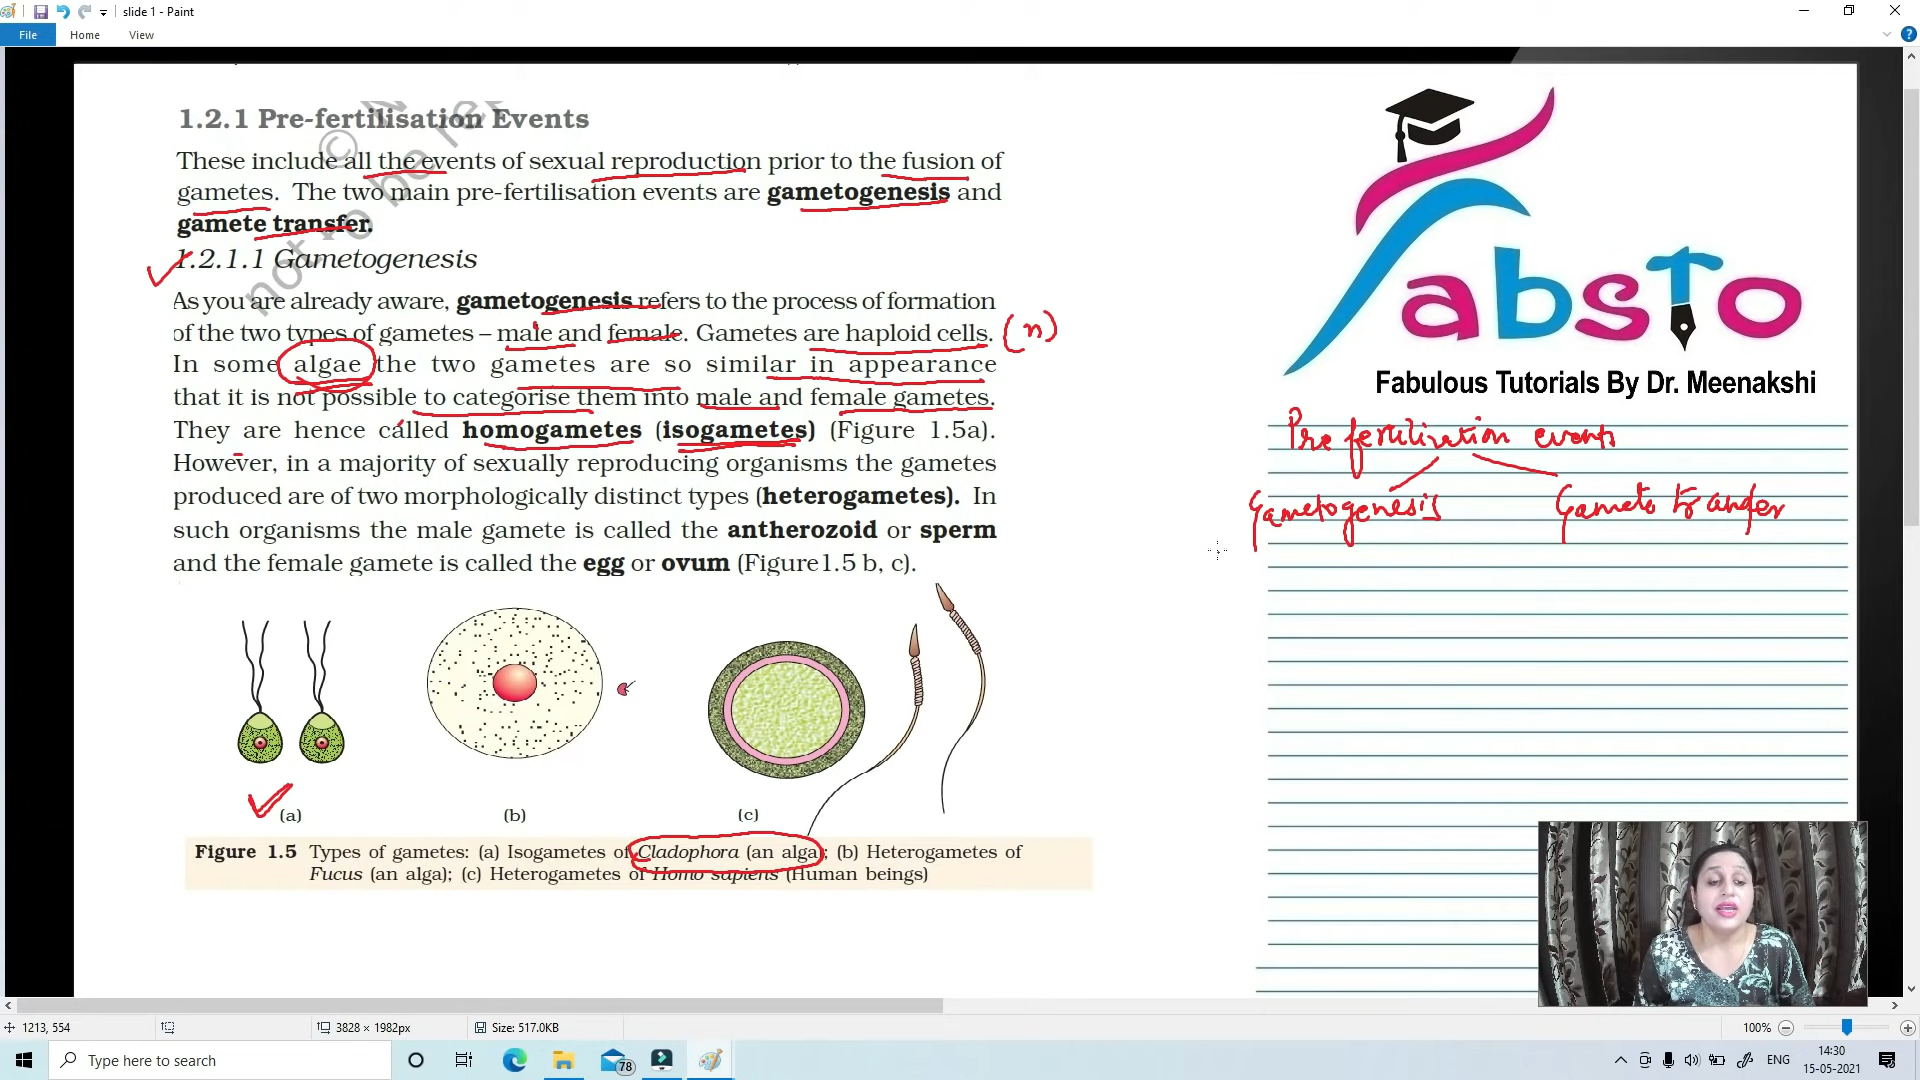 slide 1 - Paint
File Home View
1.2.1 Pre-fertilisation Events
These include all the events of sexual reproduction prior to the fusion of
gametes. The two main pre-fertilisation events are gametogenesis and
gamete transfer.
1.2.1.1 Gametogenesis
As you are already aware, gametogenesis refers to the process of formation
of the two types of gametes – male and female. Gametes are haploid cells. (n)
In some algae the two gametes are so similar in appearance
that it is not possible to categorise them into male and female gametes.
They are hence called homogametes (isogametes) (Figure 1.5a).
However, in a majority of sexually reproducing organisms the gametes
produced are of two morphologically distinct types (heterogametes). In
such organisms the male gamete is called the antherozoid or sperm
and the female gamete is called the egg or ovum (Figure1.5 b, c).
(a) (b) (c)
Figure 1.5 Types of gametes: (a) Isogametes of Cladophora (an alga); (b) Heterogametes of
Fucus (an alga); (c) Heterogametes of Homo sapiens (Human beings)
not to be re
©
absTo
Fabulous Tutorials By Dr. Meenakshi
Pre fertilization events
Gametogenesis Gamete transfer
1213, 554 3828 × 1982px Size: 517.0KB 100%
Type here to search
78
ENG
14:30
15-05-2021